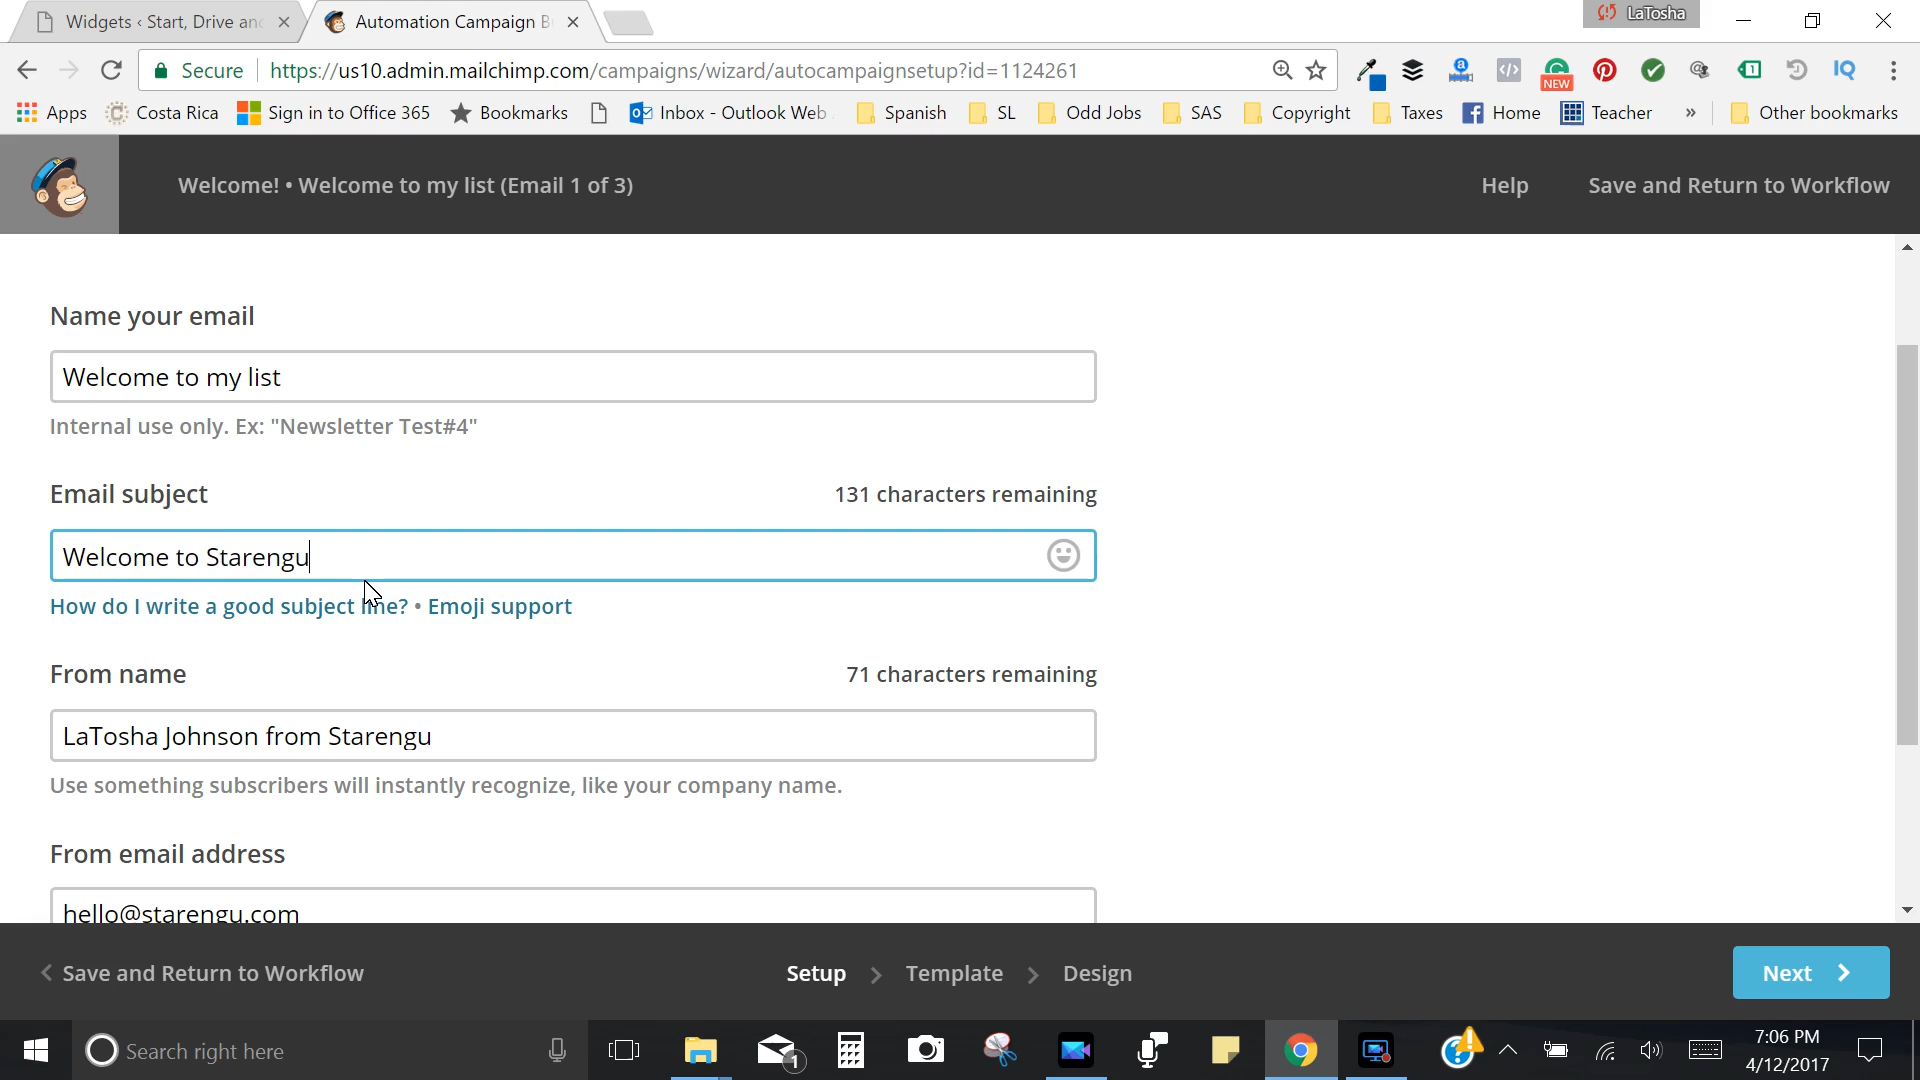 Widgets ‹ Start, Drive an
Automation Campaign B
LaTosha
Secure
https://us10.admin.mailchimp.com/campaigns/wizard/autocampaignsetup?id=1124261
NEW
1
IQ
Apps
Costa Rica
Sign in to Office 365
Bookmarks
Inbox - Outlook Web
Spanish
SL
Odd Jobs
SAS
Copyright
Taxes
Home
Teacher
»
Other bookmarks
Welcome! • Welcome to my list (Email 1 of 3)
Help
Save and Return to Workflow
Name your email
Welcome to my list
Internal use only. Ex: "Newsletter Test#4"
Email subject
131 characters remaining
Welcome to Starengu
How do I write a good subject line? • Emoji support
From name
71 characters remaining
LaTosha Johnson from Starengu
Use something subscribers will instantly recognize, like your company name.
From email address
hello@starengu.com
Save and Return to Workflow
Setup
Template
Design
Next
Search right here
1
7:06 PM
4/12/2017